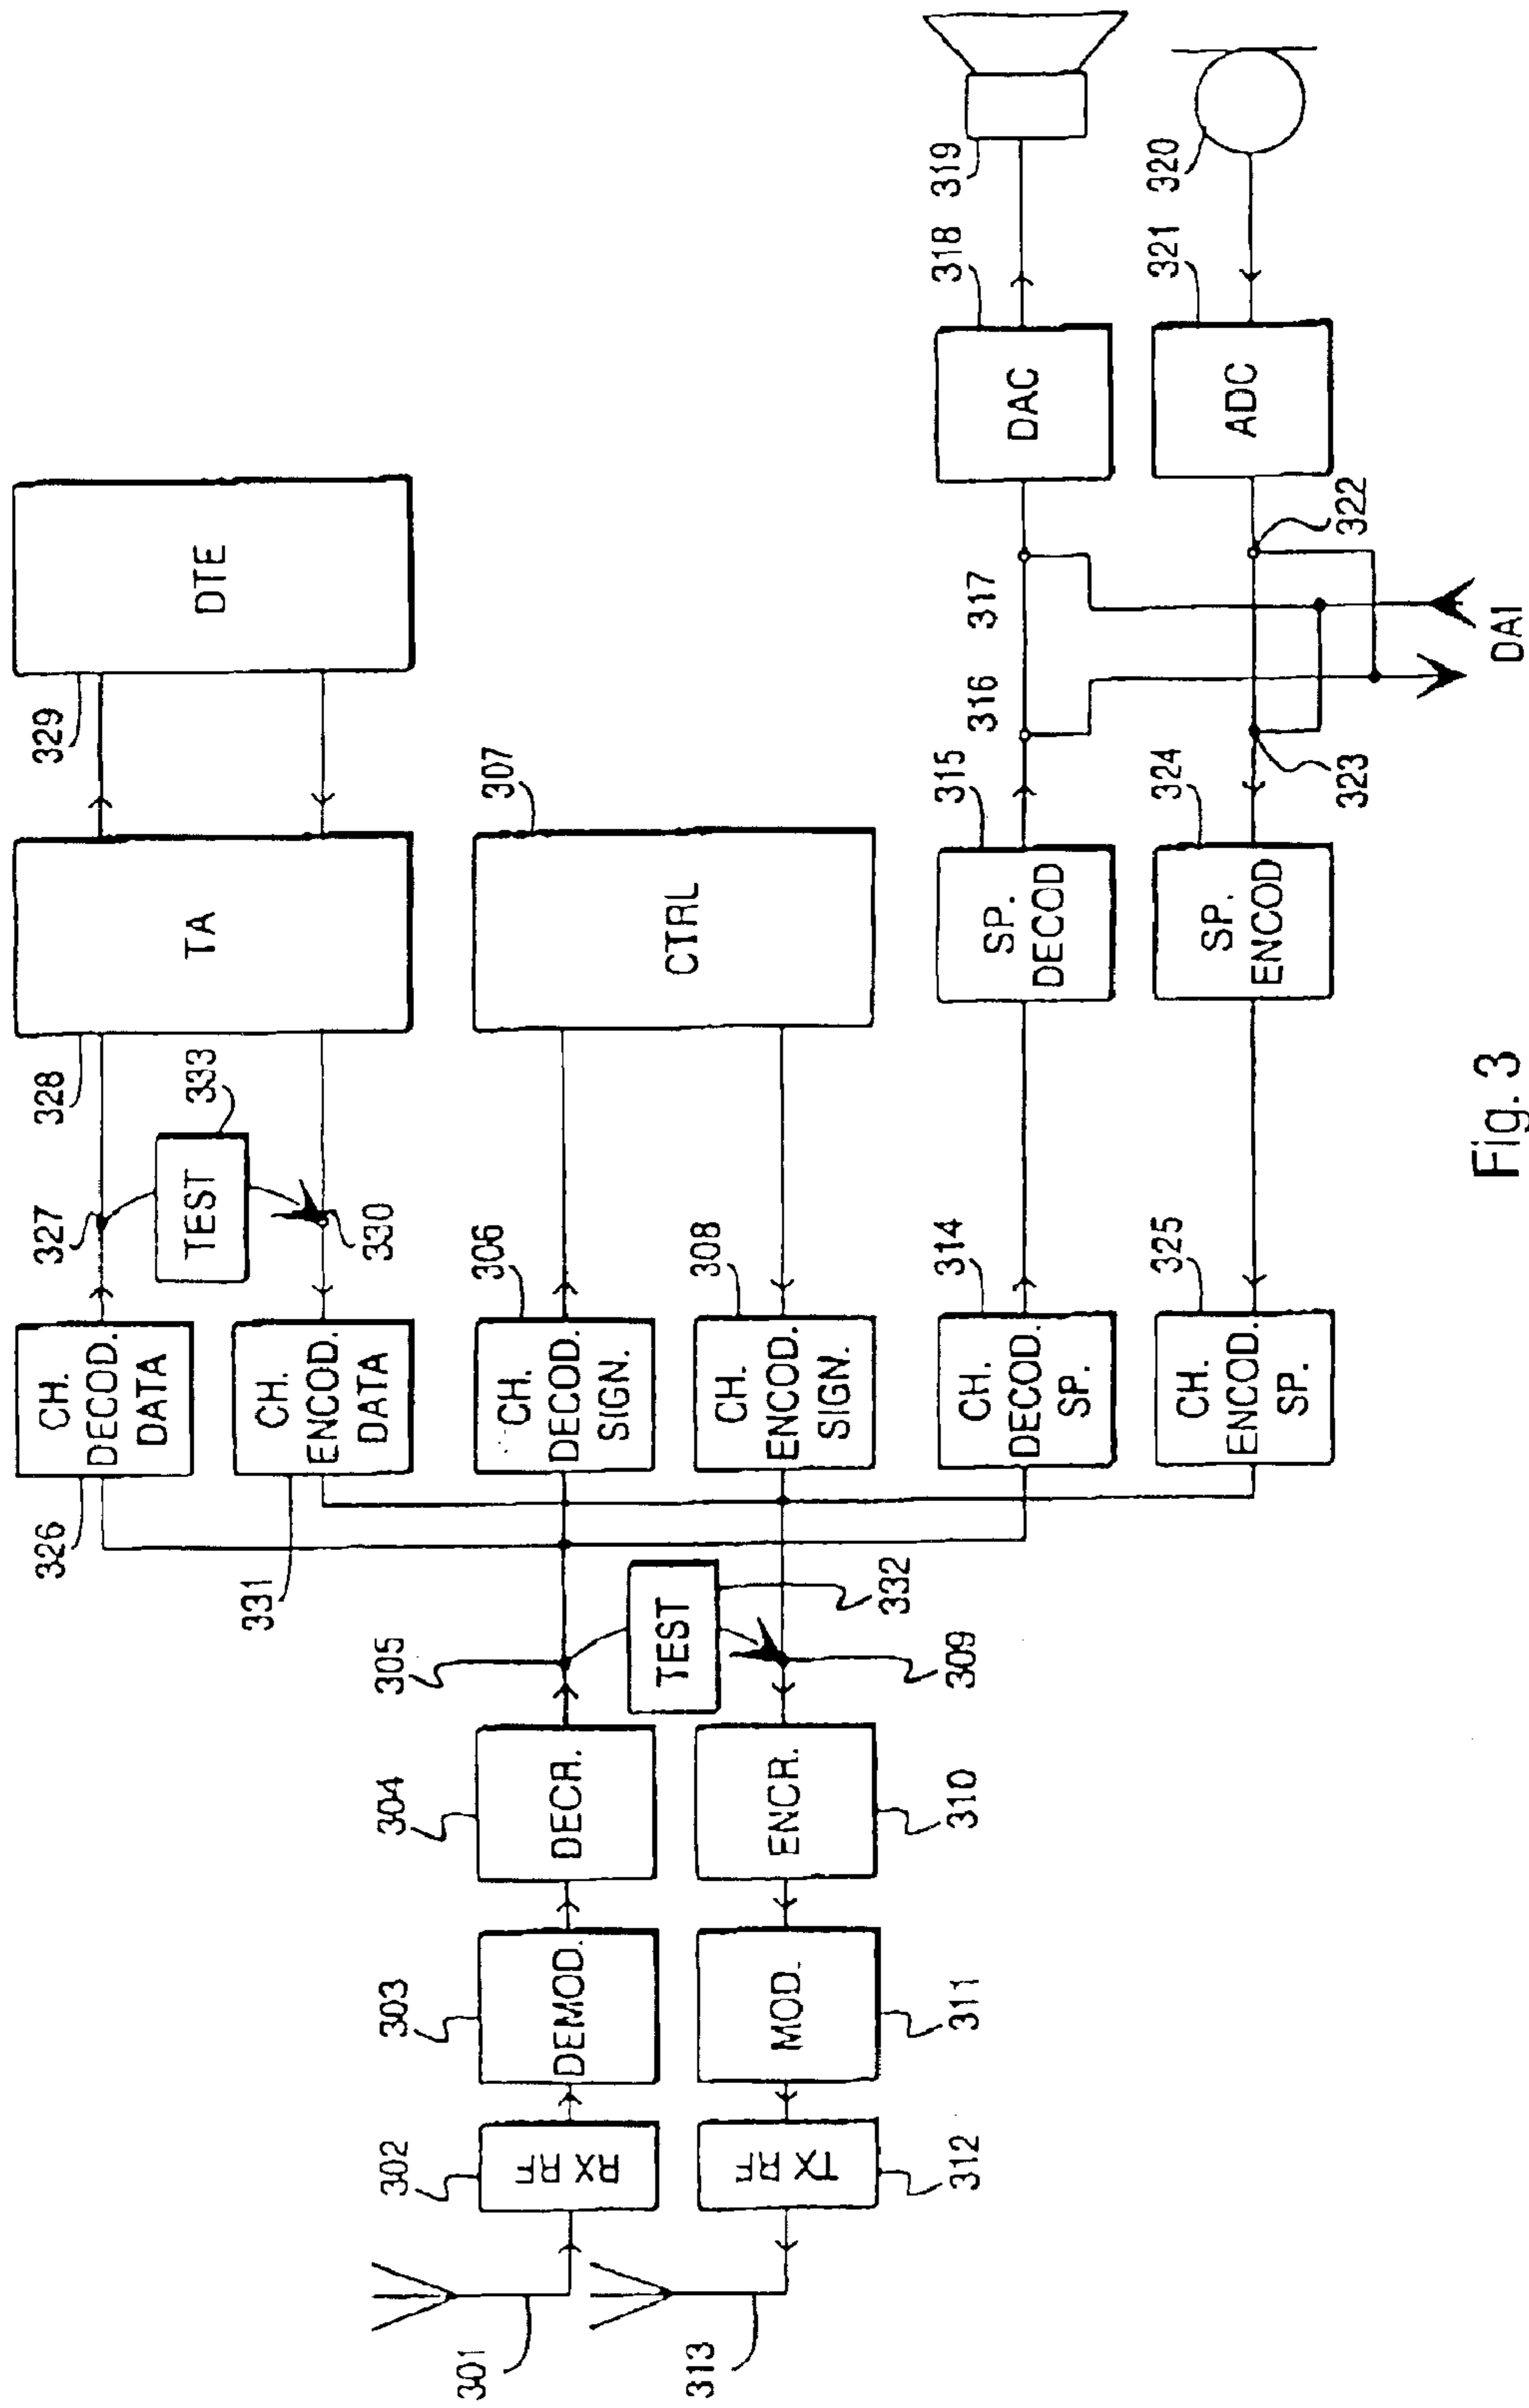 329
DTE
328
TA
327
333
TEST
330
326
CH.
DECOD.
DATA
331
CH.
ENCOD.
DATA
307
CTRL
306
CH.
DECOD.
SIGN.
308
CH.
ENCOD.
SIGN.
305
332
TEST
309
304
DECR.
310
ENCR.
303
DEMOD.
311
MOD.
302
RX RF
312
TX RF
301
313
319
320
318
DAC
321
ADC
317
322
316
323
DAI
315
SP.
DECOD
324
SP.
ENCOD
314
CH.
DECOD.
SP.
325
CH.
ENCOD.
SP.
Fig. 3